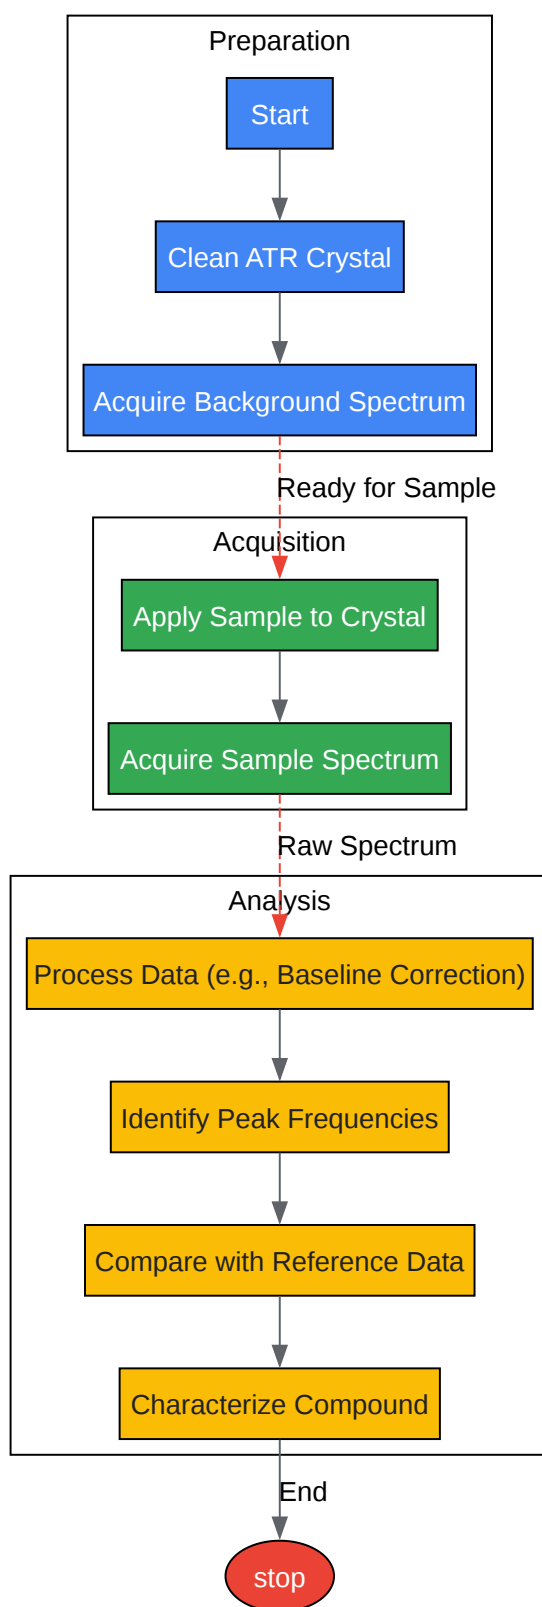 Preparation
Start
Clean ATR Crystal
Acquire Background Spectrum
Ready for Sample
Acquisition
Apply Sample to Crystal
Acquire Sample Spectrum
Raw Spectrum
Analysis
Process Data (e.g., Baseline Correction)
Identify Peak Frequencies
Compare with Reference Data
Characterize Compound
End
stop